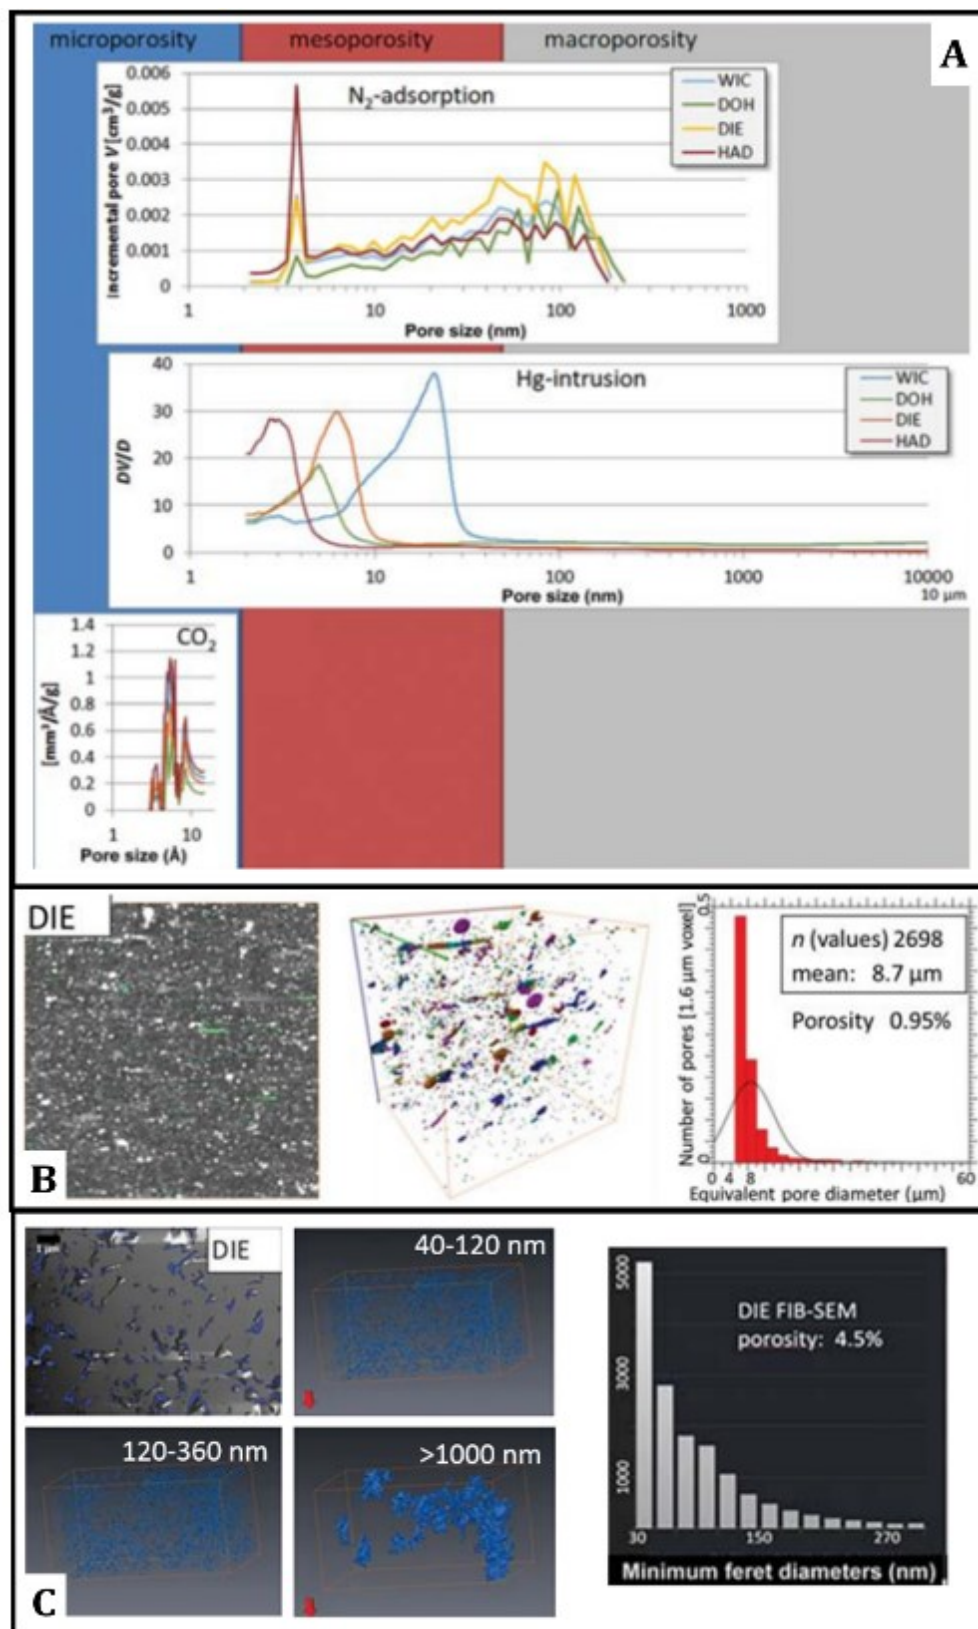 microporosity
mesoporosity
macroporosity
A
Incremental pore V [cm³/g]
0.006
0.005
0.004
0.003
0.002
0.001
0
N₂-adsorption
WIC
DOH
DIE
HAD
1
10
100
1000
Pore size (nm)
DV/D
40
30
20
10
0
Hg-intrusion
WIC
DOH
DIE
HAD
1
10
100
1000
10000
10 µm
Pore size (nm)
[mm³/Å/g]
1.4
1.2
1
0.8
0.6
0.4
0.2
0
CO₂
1
10
Pore size (Å)
DIE
B
Number of pores [1.6 µm voxel]
0.5
0
n (values) 2698
mean: 8.7 µm
Porosity 0.95%
0 4 8
60
Equivalent pore diameter (µm)
1 µm
DIE
40-120 nm
120-360 nm
>1000 nm
C
5000
3000
1000
DIE FIB-SEM
porosity: 4.5%
30
150
270
Minimum feret diameters (nm)